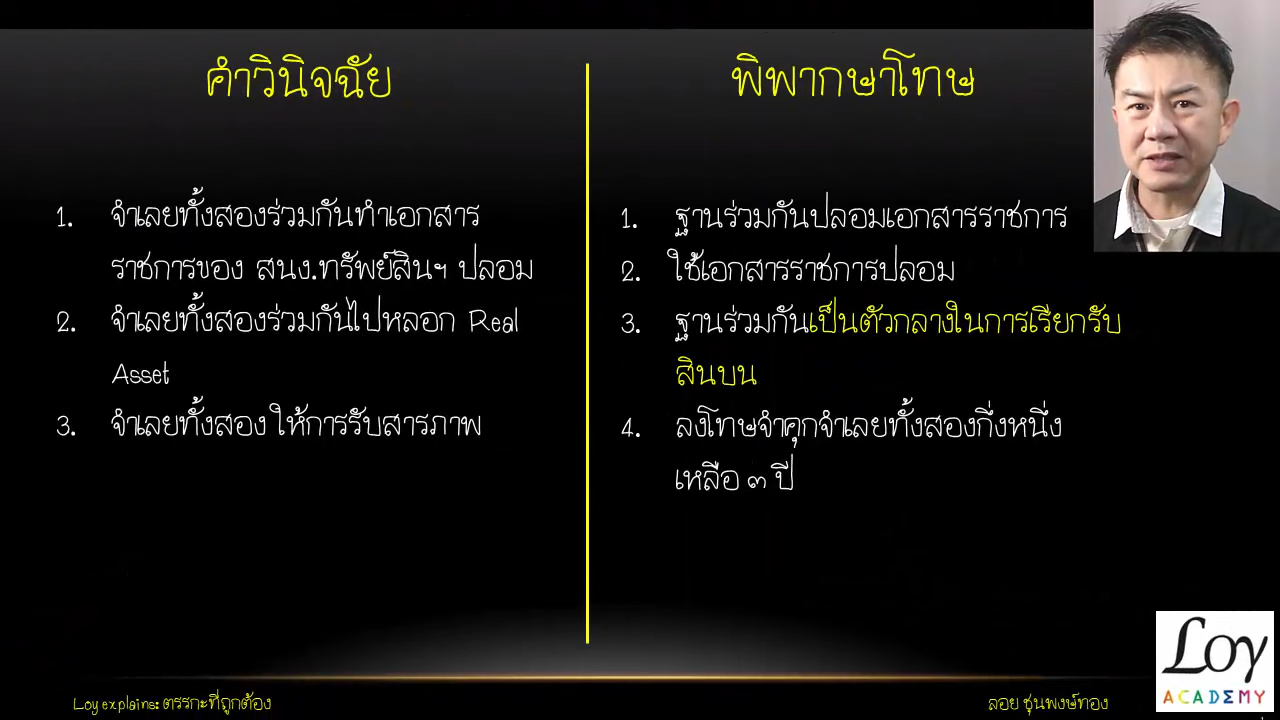 คำวินิจฉัย
1. จำเลยทั้งสองร่วมกันทำเอกสาร
ราชการของ สนง.ทรัพย์สินฯ ปลอม
2. จำเลยทั้งสองร่วมกันไปหลอก Real
Asset
3. จำเลยทั้งสอง ให้การรับสารภาพ
พิพากษาโทษ
1. ฐานร่วมกันปลอมเอกสารราชการ
2. ใช้เอกสารราชการปลอม
3. ฐานร่วมกันเป็นตัวกลางในการเรียกรับ
สินบน
4. ลงโทษจำคุกจำเลยทั้งสองกึ่งหนึ่ง
เหลือ ๓ ปี
Loy explains: ตรรกะที่ถูกต้อง
ลอย ชุนพงษ์ทอง
Loy
ACADEMY